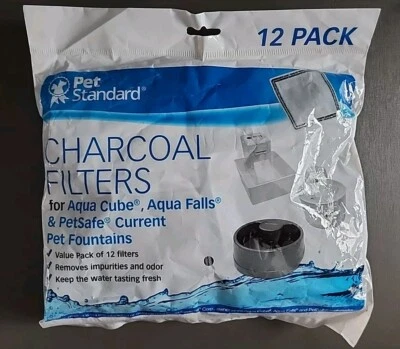 12 PACK
Pet
Standard®
CHARCOAL
FILTERS
for Aqua Cube®, Aqua Falls®
& PetSafe® Current
Pet Fountains
✓ Value Pack of 12 filters
✓ Removes impurities and odor
✓ Keep the water tasting fresh